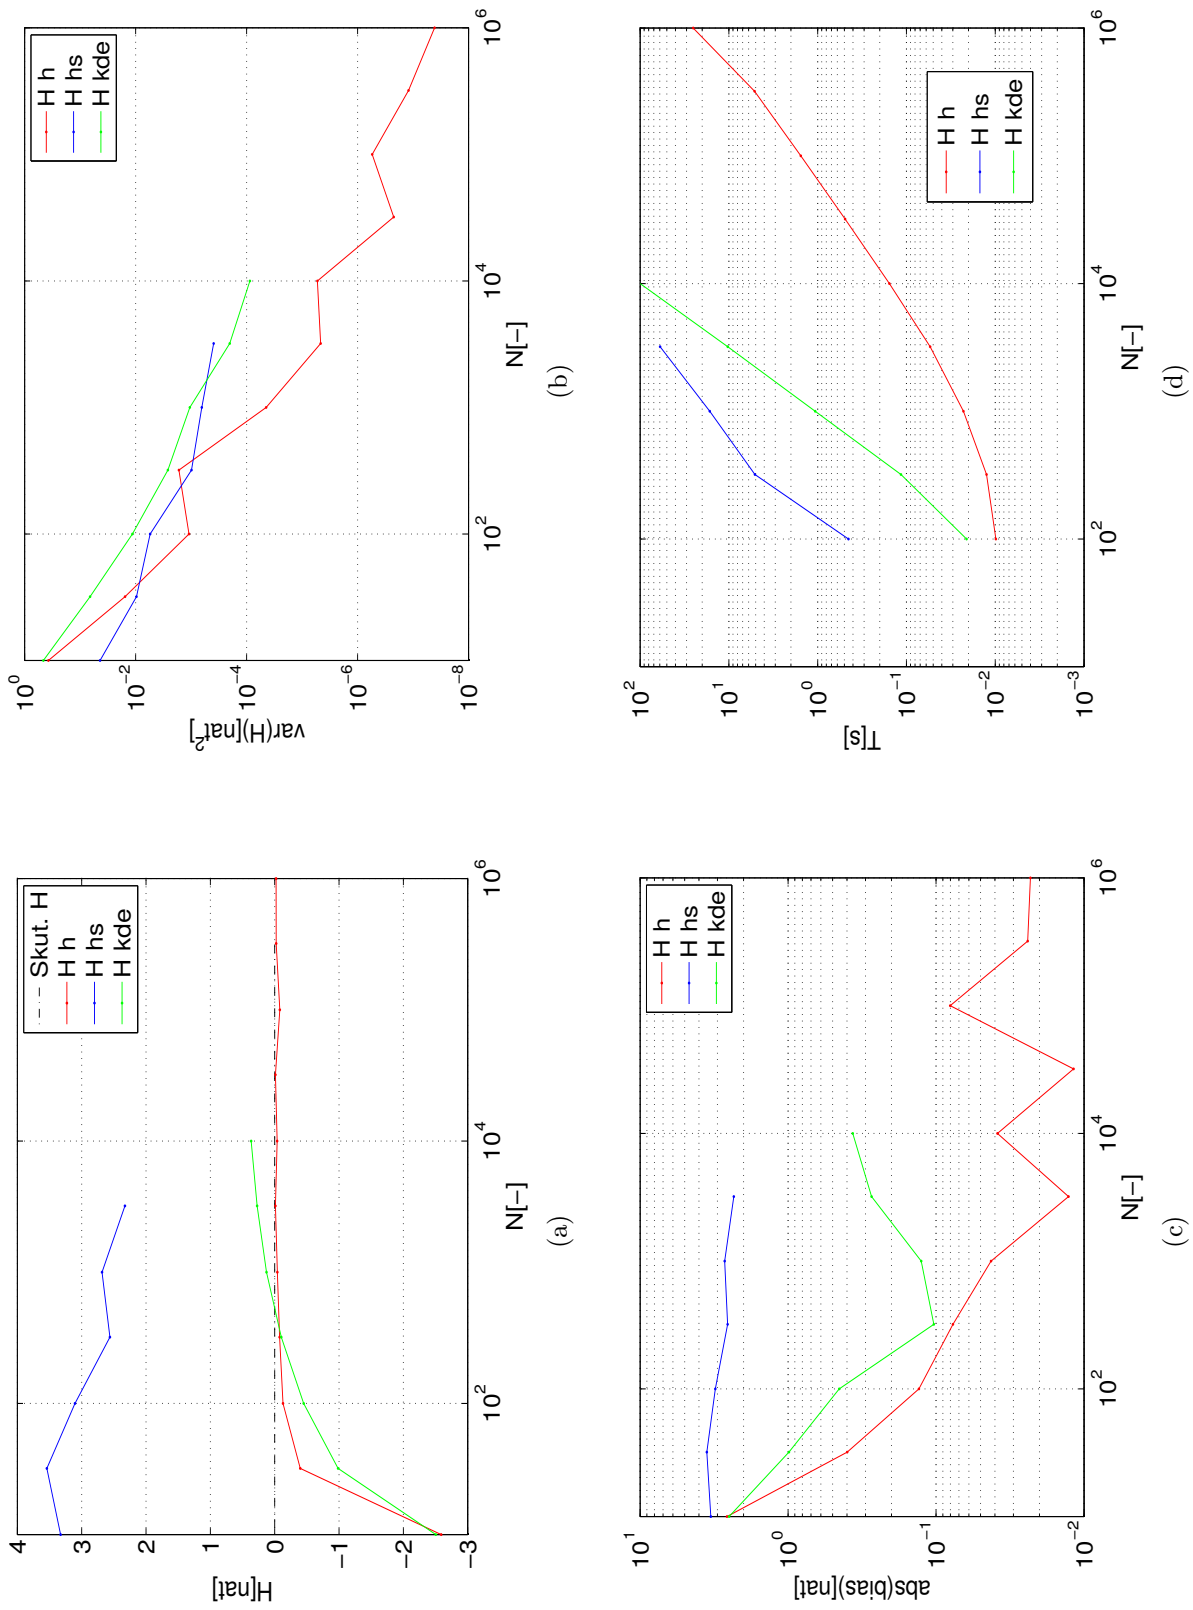 4
3
2
1
0
−1
−2
−3
H[nat]
10^2
10^4
10^6
N[−]
Skut. H
H h
H hs
H kde
(a)
10^0
10^−2
10^−4
10^−6
10^−8
var(H)[nat^2]
10^2
10^4
10^6
N[−]
H h
H hs
H kde
(b)
10^1
10^0
10^−1
10^−2
abs(bias)[nat]
10^2
10^4
10^6
N[−]
H h
H hs
H kde
(c)
10^2
10^1
10^0
10^−1
10^−2
10^−3
T[s]
10^2
10^4
10^6
N[−]
H h
H hs
H kde
(d)